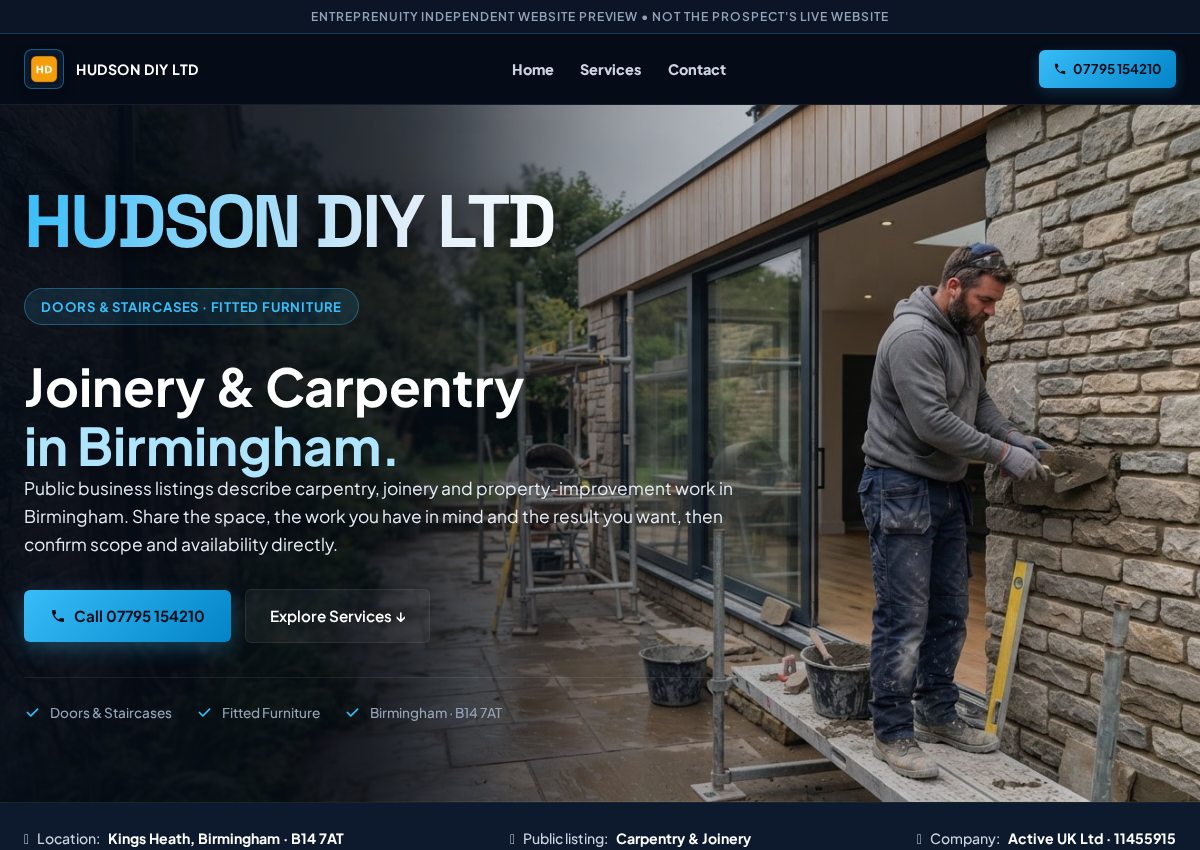 ENTREPRENUITY INDEPENDENT WEBSITE PREVIEW • NOT THE PROSPECT'S LIVE WEBSITE
HD HUDSON DIY LTD
Home Services Contact
07795 154210
HUDSON DIY LTD
DOORS & STAIRCASES · FITTED FURNITURE
Joinery & Carpentry
in Birmingham.
Public business listings describe carpentry, joinery and property-improvement work in
Birmingham. Share the space, the work you have in mind and the result you want, then
confirm scope and availability directly.
Call 07795 154210
Explore Services ↓
Doors & Staircases
Fitted Furniture
Birmingham · B14 7AT
Location: Kings Heath, Birmingham · B14 7AT
Public listing: Carpentry & Joinery
Company: Active UK Ltd · 11455915